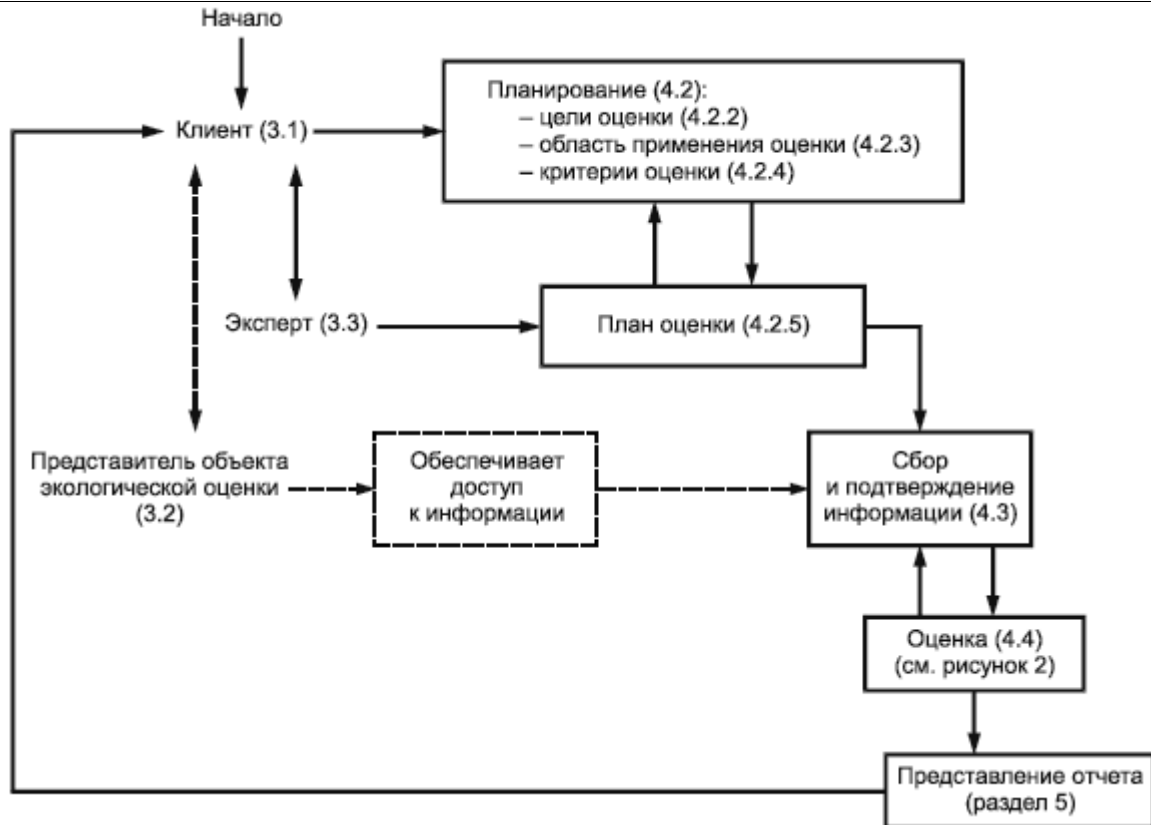 Начало
Клиент (3.1)
Планирование (4.2):
– цели оценки (4.2.2)
– область применения оценки (4.2.3)
– критерии оценки (4.2.4)
Эксперт (3.3)
План оценки (4.2.5)
Представитель объекта
экологической оценки
(3.2)
Обеспечивает
доступ
к информации
Сбор
и подтверждение
информации (4.3)
Оценка (4.4)
(см. рисунок 2)
Представление отчета
(раздел 5)